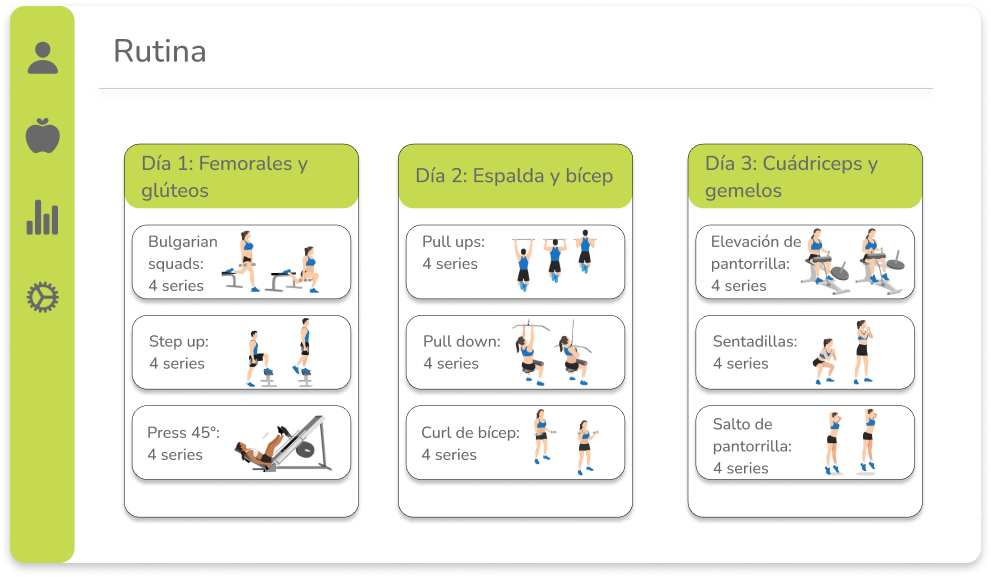 Rutina
Día 1: Femorales y
glúteos
Bulgarian
squads:
4 series
Step up:
4 series
Press 45°:
4 series
Día 2: Espalda y bícep
Pull ups:
4 series
Pull down:
4 series
Curl de bícep:
4 series
Día 3: Cuádriceps y
gemelos
Elevación de
pantorrilla:
4 series
Sentadillas:
4 series
Salto de
pantorrilla:
4 series